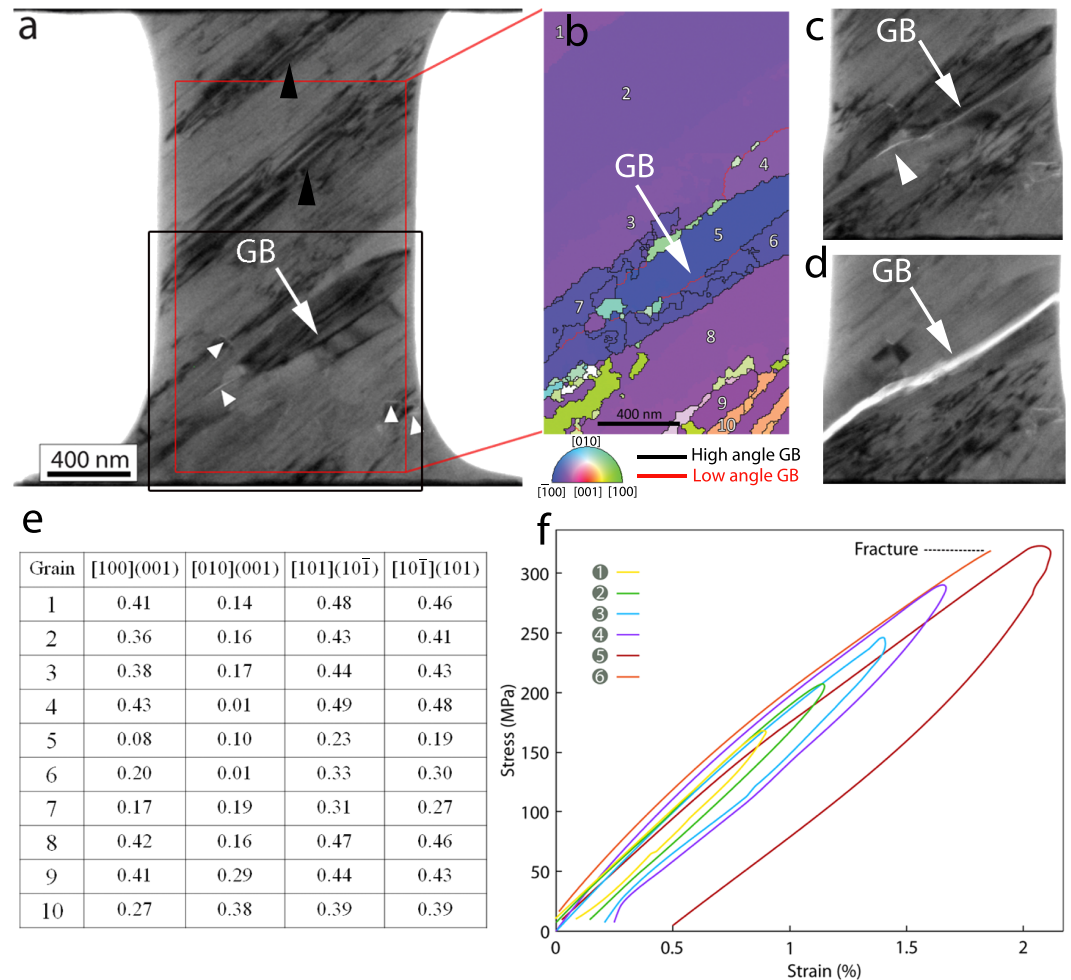 a
GB
400 nm
b
1
2
GB
3
4
5
6
7
8
9
10
400 nm
[010]
[1̅00] [001] [100]
High angle GB
Low angle GB
c
GB
d
GB
e
Grain [100](001) [010](001) [101](101̅) [101̅](101)
1 0.41 0.14 0.48 0.46
2 0.36 0.16 0.43 0.41
3 0.38 0.17 0.44 0.43
4 0.43 0.01 0.49 0.48
5 0.08 0.10 0.23 0.19
6 0.20 0.01 0.33 0.30
7 0.17 0.19 0.31 0.27
8 0.42 0.16 0.47 0.46
9 0.41 0.29 0.44 0.43
10 0.27 0.38 0.39 0.39
f
Fracture
❶
❷
❸
❹
❺
❻
Stress (MPa)
300
250
200
150
100
50
0
0 0.5 1 1.5 2
Strain (%)